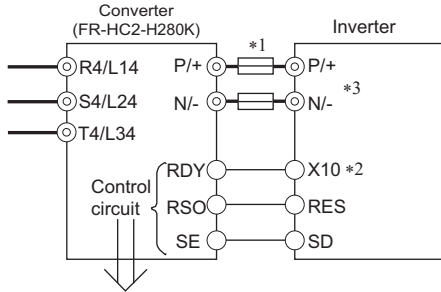 Converter
(FR-HC2-H280K)
Inverter
*1
R4/L14
P/+
P/+
*3
S4/L24
N/-
N/-
T4/L34
RDY
X10 *2
Control
circuit
RSO
RES
SE
SD